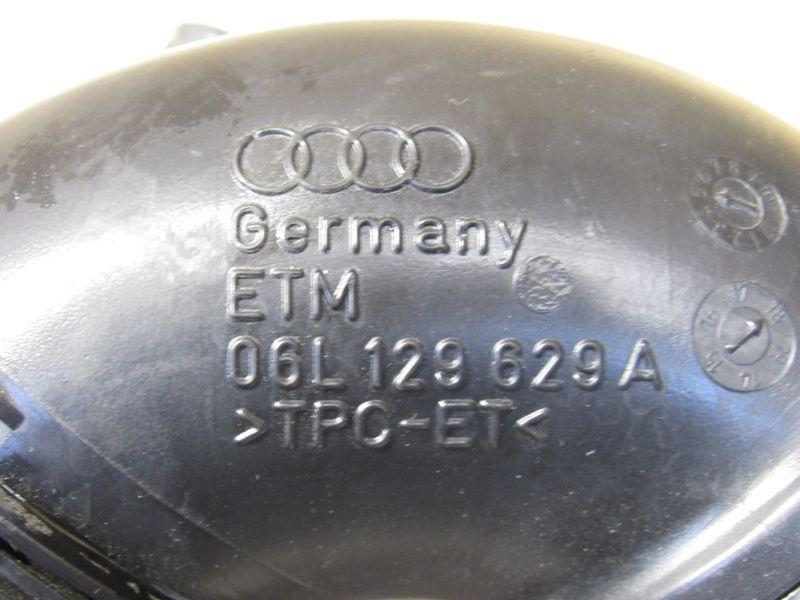 Germany
ETM
06L 129 629 A
>TPC-ET<